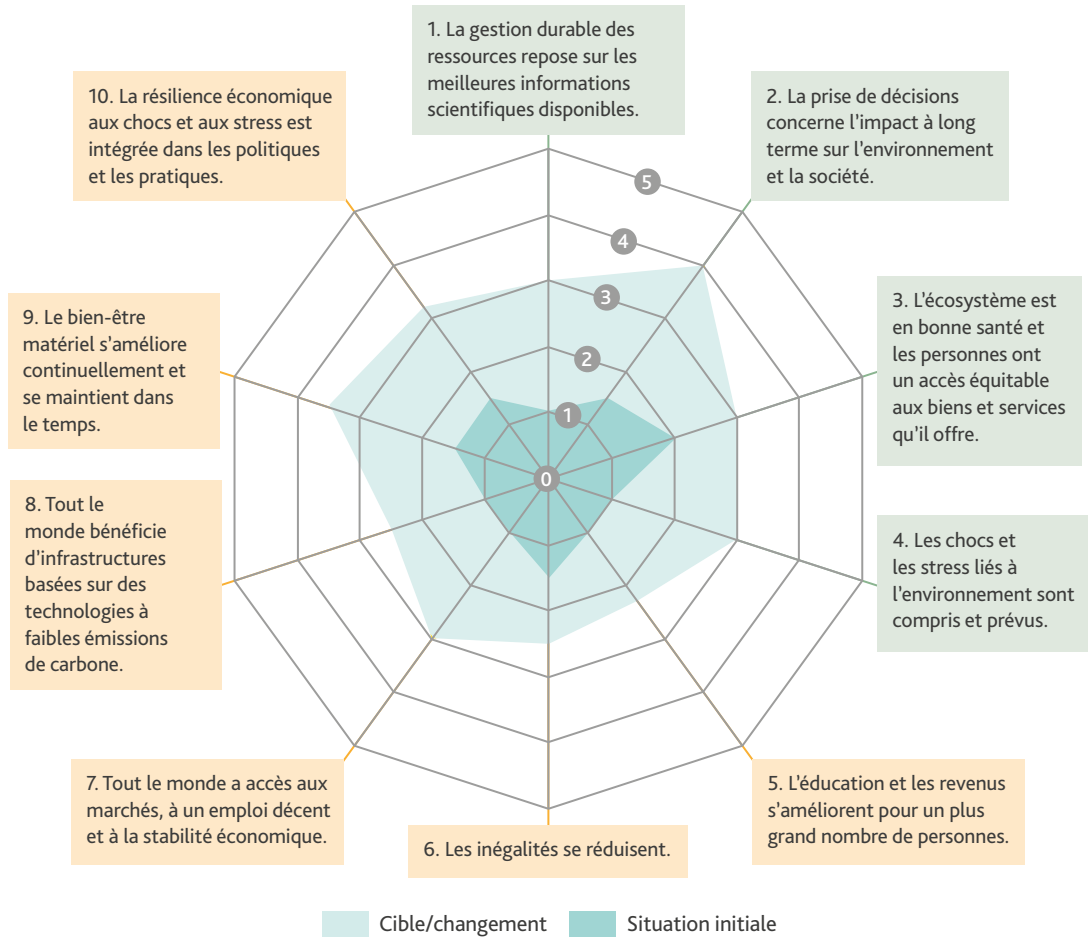 1. La gestion durable des
ressources repose sur les
meilleures informations
scientifiques disponibles.
2. La prise de décisions
concerne l'impact à long
terme sur l'environnement
et la société.
3. L'écosystème est
en bonne santé et
les personnes ont
un accès équitable
aux biens et services
qu'il offre.
4. Les chocs et
les stress liés à
l'environnement sont
compris et prévus.
5. L'éducation et les revenus
s'améliorent pour un plus
grand nombre de personnes.
6. Les inégalités se réduisent.
7. Tout le monde a accès aux
marchés, à un emploi décent
et à la stabilité économique.
8. Tout le
monde bénéficie
d'infrastructures
basées sur des
technologies à
faibles émissions
de carbone.
9. Le bien-être
matériel s'améliore
continuellement et
se maintient dans
le temps.
10. La résilience économique
aux chocs et aux stress est
intégrée dans les politiques
et les pratiques.
5
4
3
2
1
0
Cible/changement
Situation initiale